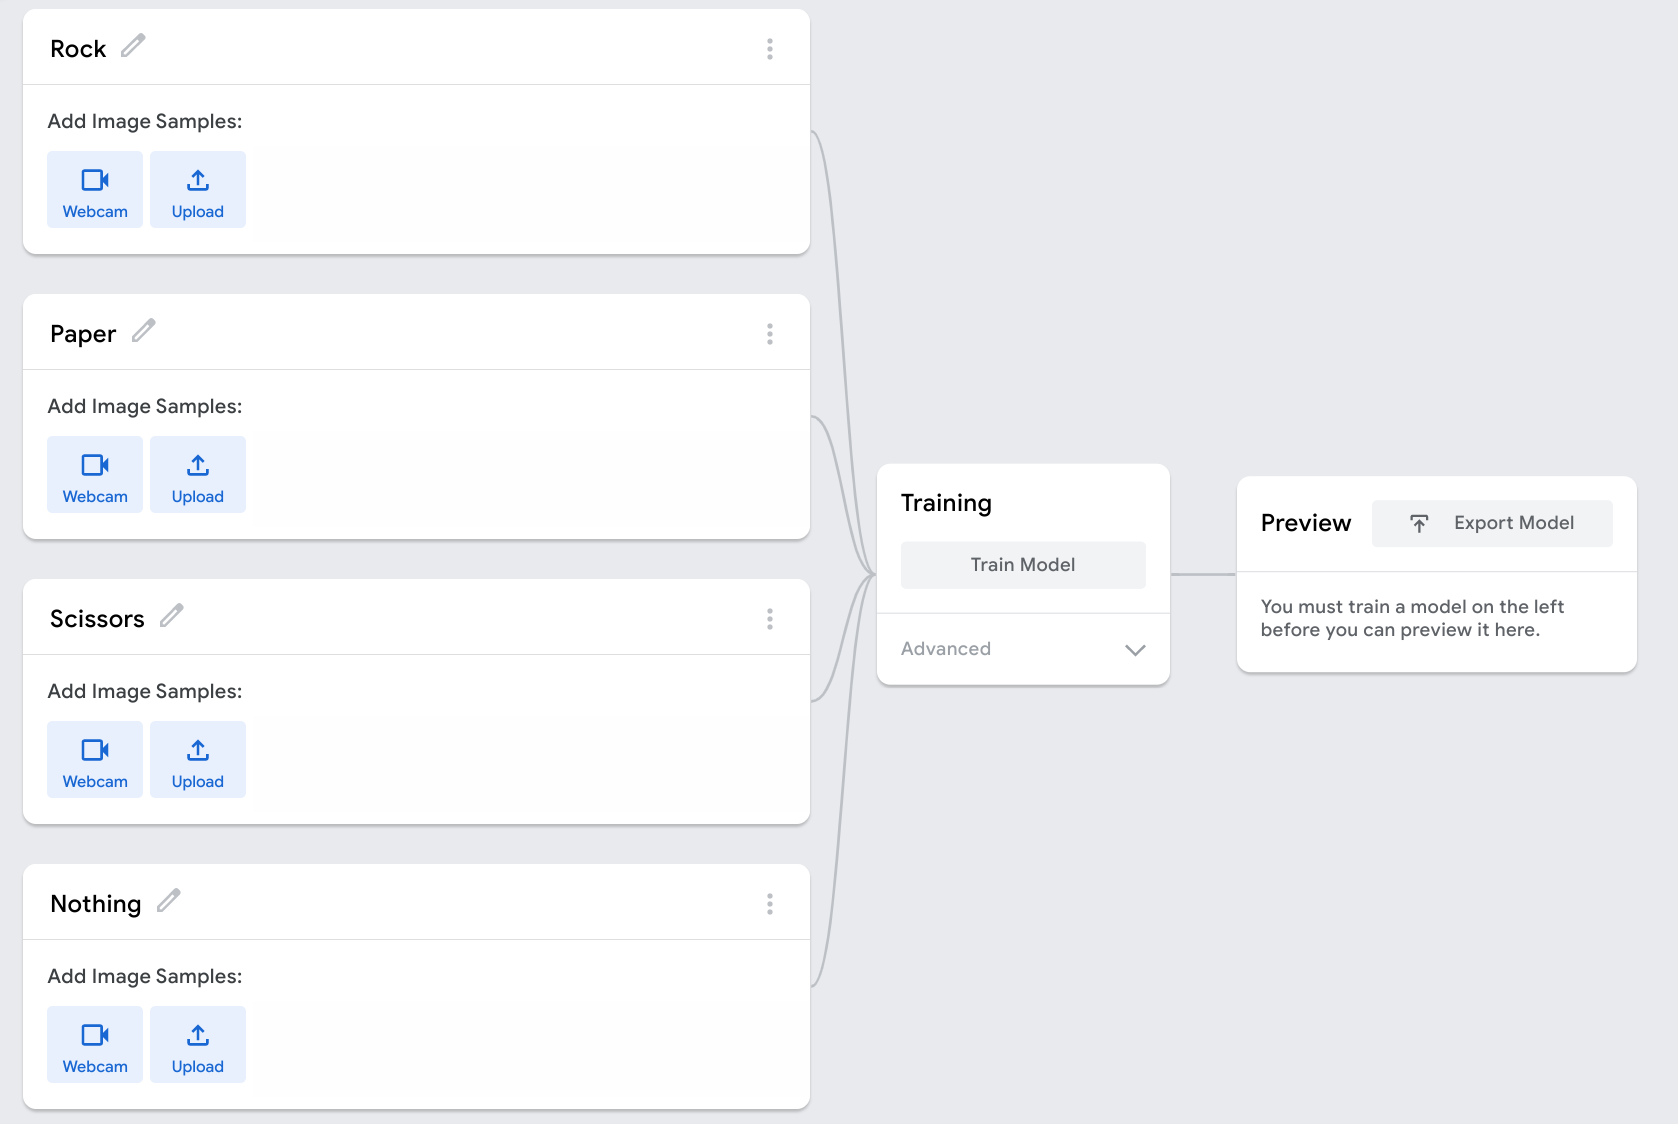 Rock
Add Image Samples:
Webcam
Upload
Paper
Add Image Samples:
Webcam
Upload
Scissors
Add Image Samples:
Webcam
Upload
Nothing
Add Image Samples:
Webcam
Upload
Training
Train Model
Advanced
Preview
Export Model
You must train a model on the left
before you can preview it here.